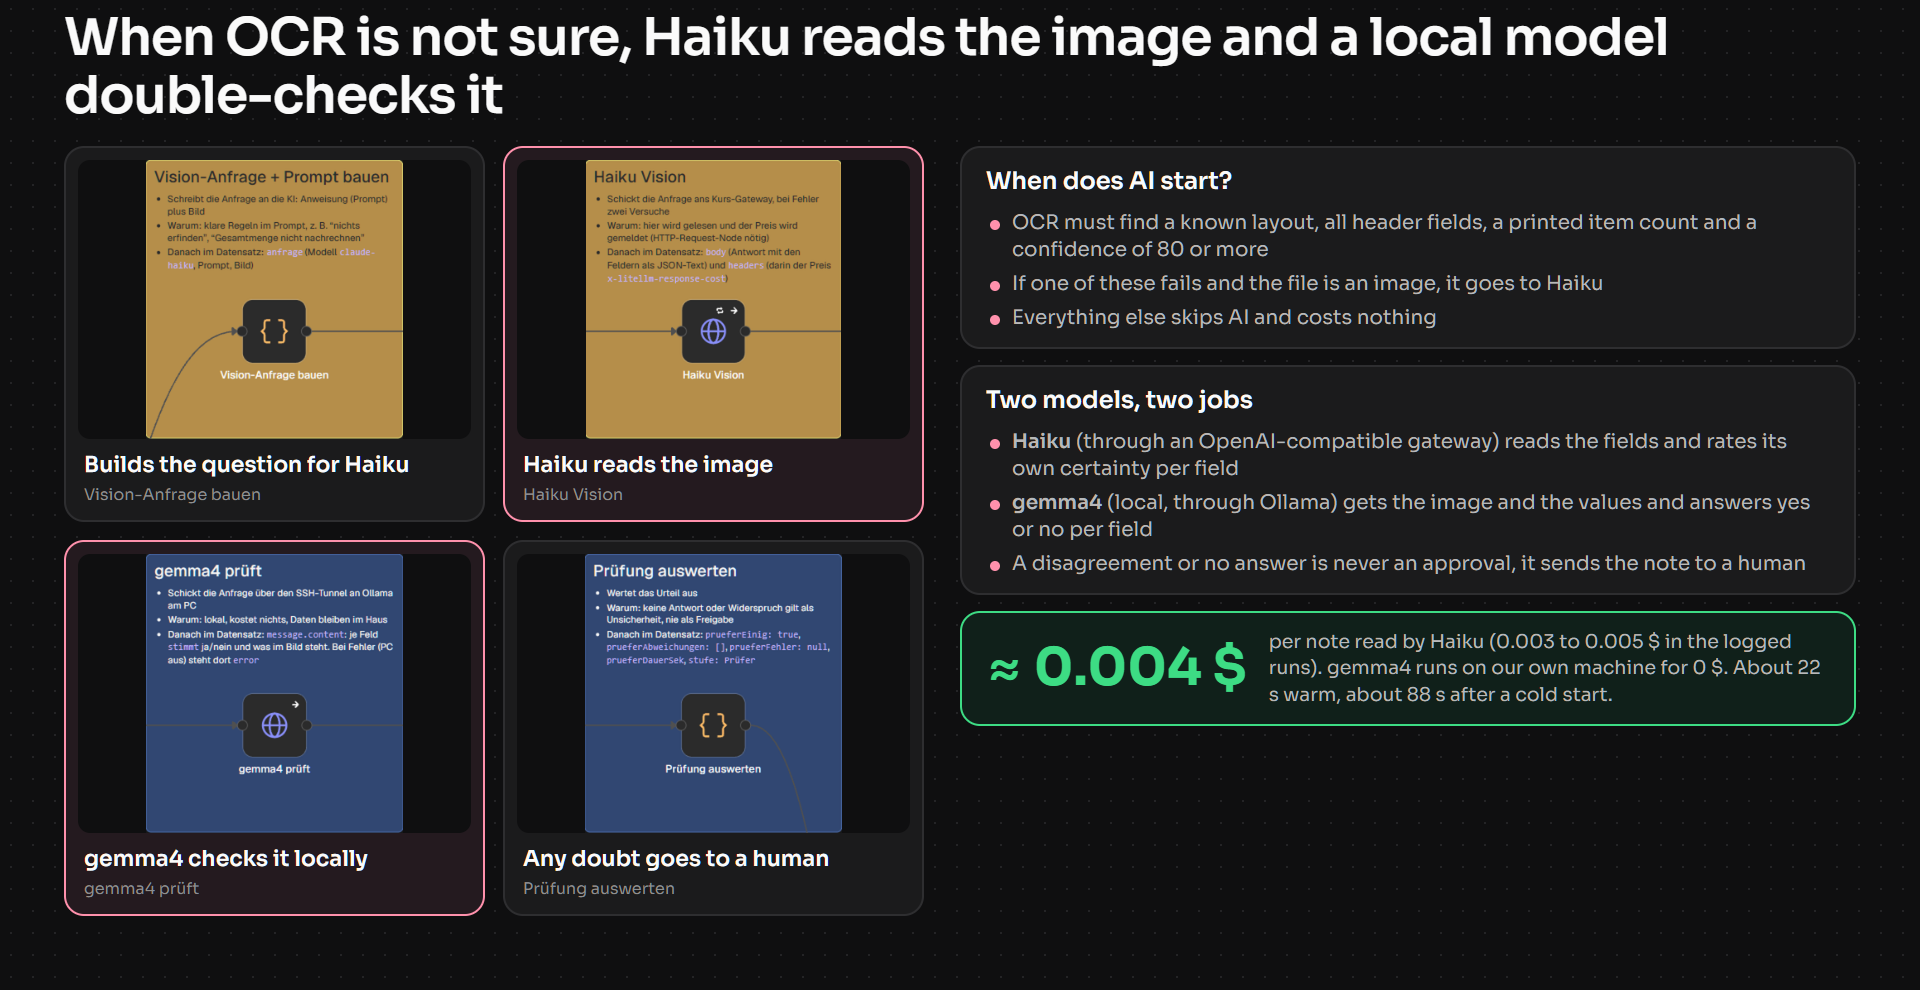 When OCR is not sure, Haiku reads the image and a local model
double-checks it
Vision-Anfrage + Prompt bauen
• Schreibt die Anfrage an die KI: Anweisung (Prompt)
plus Bild
• Warum: klare Regeln im Prompt, z. B. "nichts
erfinden", "Gesamtmenge nicht nachrechnen"
• Danach im Datensatz: anfrage (Modell claude-
haiku, Prompt, Bild)
{ }
Vision-Anfrage bauen
Builds the question for Haiku
Vision-Anfrage bauen
Haiku Vision
• Schickt die Anfrage ans Kurs-Gateway, bei Fehler
zwei Versuche
• Warum: hier wird gelesen und der Preis wird
gemeldet (HTTP-Request-Node nötig)
• Danach im Datensatz: body (Antwort mit den
Feldern als JSON-Text) und headers (darin der Preis
x-litellm-response-cost)
Haiku Vision
Haiku reads the image
Haiku Vision
gemma4 prüft
• Schickt die Anfrage über den SSH-Tunnel an Ollama
am PC
• Warum: lokal, kostet nichts, Daten bleiben im Haus
• Danach im Datensatz: message.content: je Feld
stimmt ja/nein und was im Bild steht. Bei Fehler (PC
aus) steht dort error
gemma4 prüft
gemma4 checks it locally
gemma4 prüft
Prüfung auswerten
• Wertet das Urteil aus
• Warum: keine Antwort oder Widerspruch gilt als
Unsicherheit, nie als Freigabe
• Danach im Datensatz: prueferEinig: true,
prueferAbweichungen: [], prueferFehler: null,
prueferDauerSek, stufe: Prüfer
{ }
Prüfung auswerten
Any doubt goes to a human
Prüfung auswerten
When does AI start?
• OCR must find a known layout, all header fields, a printed item count and a
confidence of 80 or more
• If one of these fails and the file is an image, it goes to Haiku
• Everything else skips AI and costs nothing
Two models, two jobs
• Haiku (through an OpenAI-compatible gateway) reads the fields and rates its
own certainty per field
• gemma4 (local, through Ollama) gets the image and the values and answers yes
or no per field
• A disagreement or no answer is never an approval, it sends the note to a human
≈ 0.004 $
per note read by Haiku (0.003 to 0.005 $ in the logged
runs). gemma4 runs on our own machine for 0 $. About 22
s warm, about 88 s after a cold start.